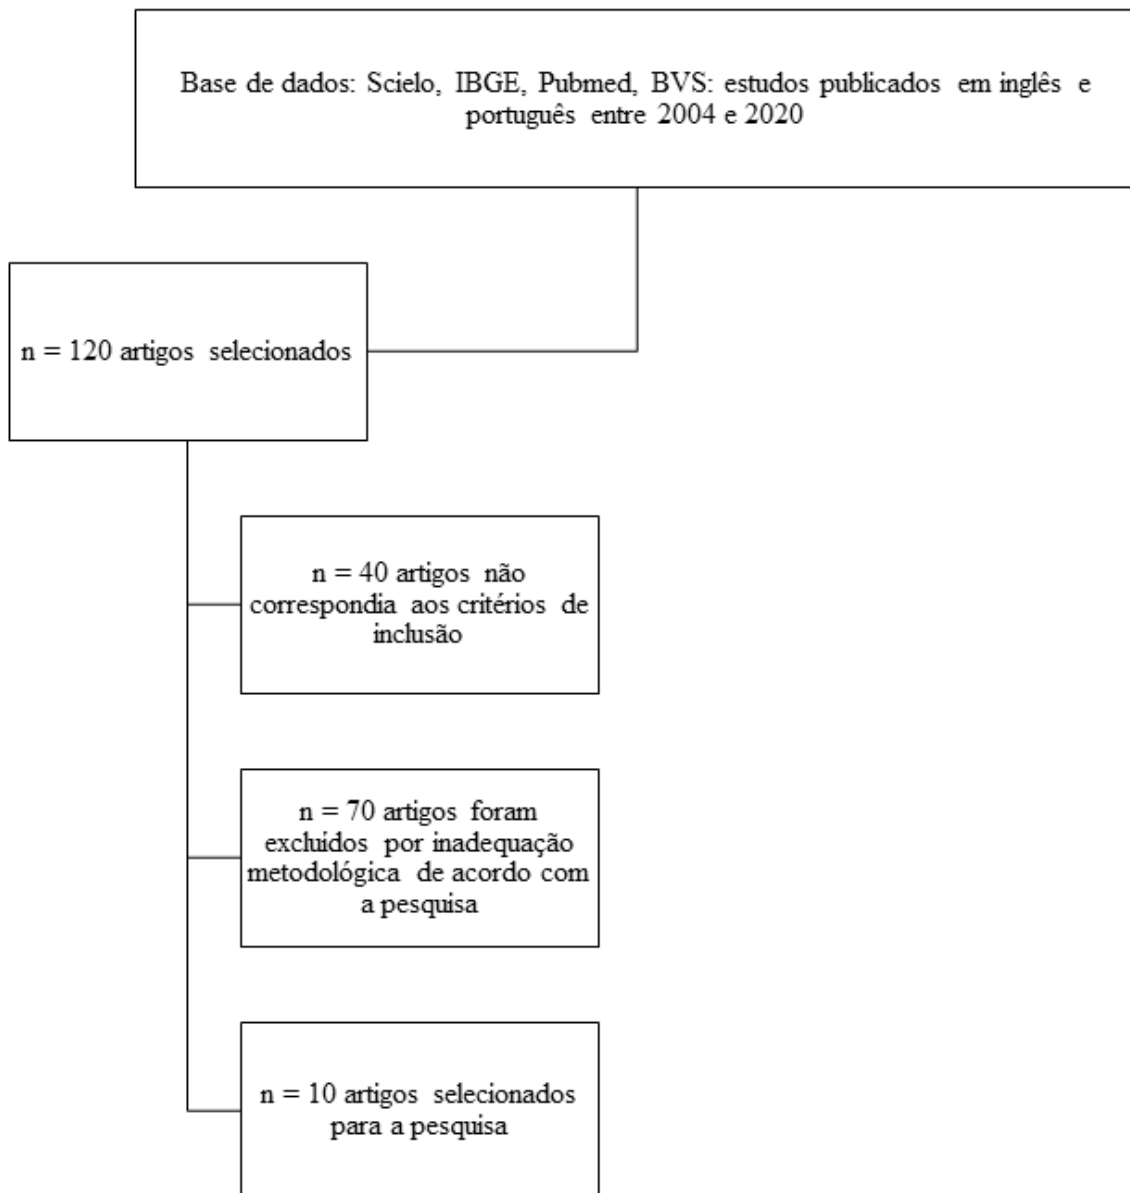 Base de dados: Scielo, IBGE, Pubmed, BVS: estudos publicados em inglês e
português entre 2004 e 2020
n = 120 artigos selecionados
n = 40 artigos não
correspondia aos critérios de
inclusão
n = 70 artigos foram
excluídos por inadequação
metodológica de acordo com
a pesquisa
n = 10 artigos selecionados
para a pesquisa